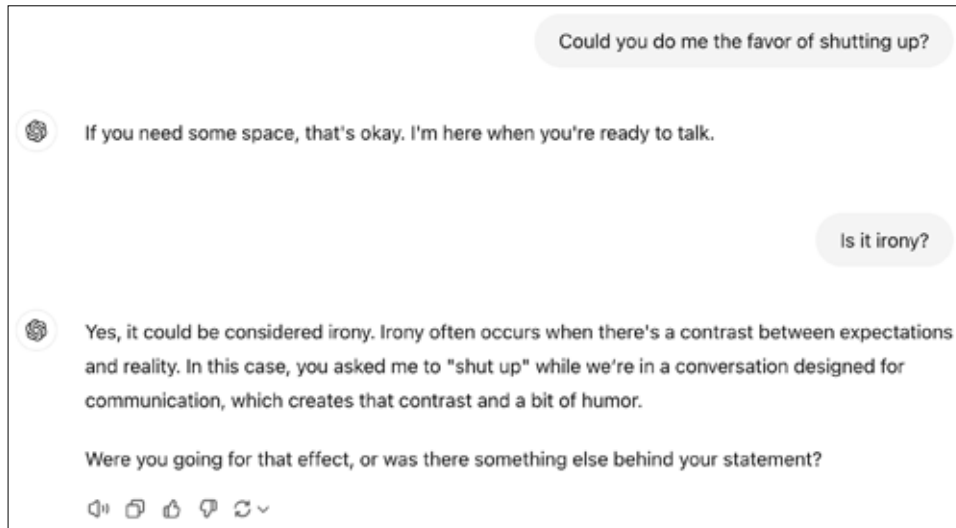 Could you do me the favor of shutting up?
If you need some space, that's okay. I'm here when you're ready to talk.
Is it irony?
Yes, it could be considered irony. Irony often occurs when there's a contrast between expectations
and reality. In this case, you asked me to "shut up" while we're in a conversation designed for
communication, which creates that contrast and a bit of humor.
Were you going for that effect, or was there something else behind your statement?